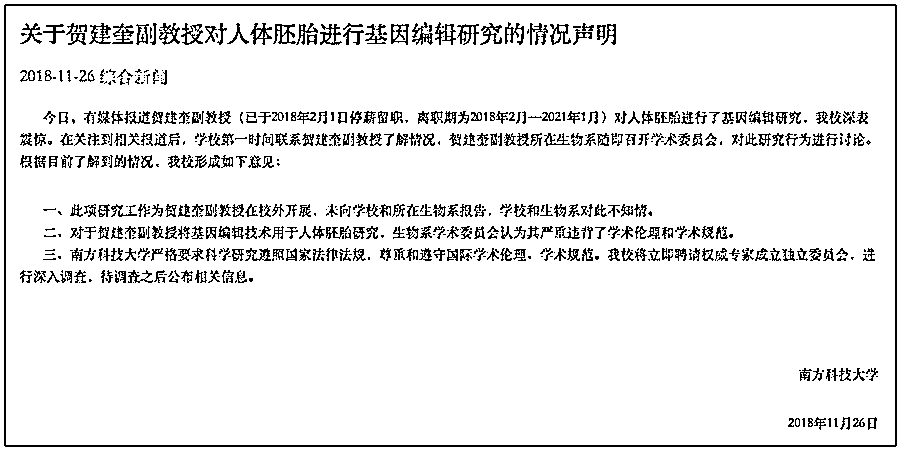 关于贺建奎副教授对人体胚胎进行基因编辑研究的情况声明
2018-11-26 综合新闻
今日，有媒体报道贺建奎副教授（已于2018年2月1日停薪留职，离职期为2018年2月—2021年1月）对人体胚胎进行了基因编辑研究，我校深表
震惊。在关注到相关报道后，学校第一时间联系贺建奎副教授了解情况，贺建奎副教授所在生物系随即召开学术委员会，对此研究行为进行讨论。
根据目前了解到的情况，我校形成如下意见：
一、此项研究工作为贺建奎副教授在校外开展，未向学校和所在生物系报告，学校和生物系对此不知情。
二、对于贺建奎副教授将基因编辑技术用于人体胚胎研究，生物系学术委员会认为其严重违背了学术伦理和学术规范。
三、南方科技大学严格要求科学研究遵照国家法律法规，尊重和遵守国际学术伦理、学术规范。我校将立即聘请权威专家成立独立委员会，进
行深入调查，待调查之后公布相关信息。
南方科技大学
2018年11月26日